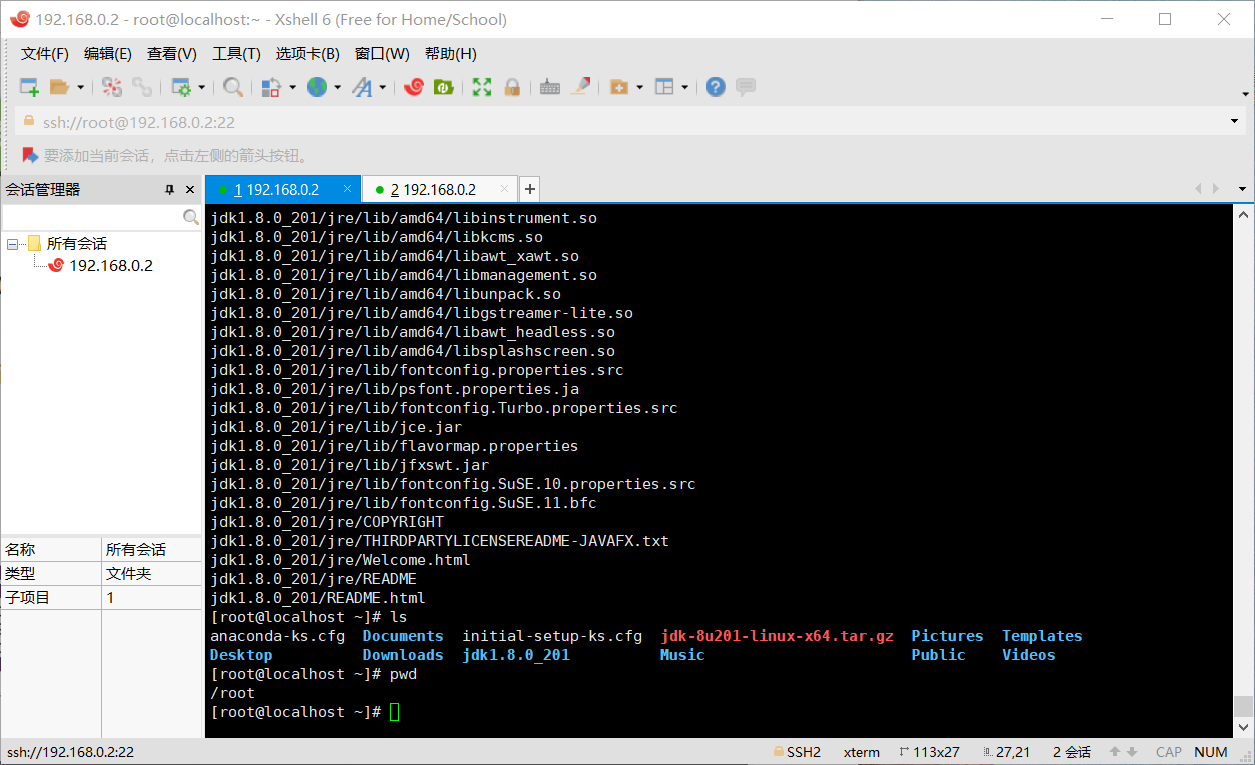 192.168.0.2 - root@localhost:~ - Xshell 6 (Free for Home/School)
文件(F) 编辑(E) 查看(V) 工具(T) 选项卡(B) 窗口(W) 帮助(H)
ssh://root@192.168.0.2:22
要添加当前会话，点击左侧的箭头按钮。
会话管理器
1 192.168.0.2 × 2 192.168.0.2 × +
所有会话
192.168.0.2
名称 所有会话
类型 文件夹
子项目 1
jdk1.8.0_201/jre/lib/amd64/libinstrument.so
jdk1.8.0_201/jre/lib/amd64/libkcms.so
jdk1.8.0_201/jre/lib/amd64/libawt_xawt.so
jdk1.8.0_201/jre/lib/amd64/libmanagement.so
jdk1.8.0_201/jre/lib/amd64/libunpack.so
jdk1.8.0_201/jre/lib/amd64/libgstreamer-lite.so
jdk1.8.0_201/jre/lib/amd64/libawt_headless.so
jdk1.8.0_201/jre/lib/amd64/libsplashscreen.so
jdk1.8.0_201/jre/lib/fontconfig.properties.src
jdk1.8.0_201/jre/lib/psfont.properties.ja
jdk1.8.0_201/jre/lib/fontconfig.Turbo.properties.src
jdk1.8.0_201/jre/lib/jce.jar
jdk1.8.0_201/jre/lib/flavormap.properties
jdk1.8.0_201/jre/lib/jfxswt.jar
jdk1.8.0_201/jre/lib/fontconfig.SuSE.10.properties.src
jdk1.8.0_201/jre/lib/fontconfig.SuSE.11.bfc
jdk1.8.0_201/jre/COPYRIGHT
jdk1.8.0_201/jre/THIRDPARTYLICENSEREADME-JAVAFX.txt
jdk1.8.0_201/jre/Welcome.html
jdk1.8.0_201/jre/README
jdk1.8.0_201/README.html
[root@localhost ~]# ls
anaconda-ks.cfg Documents initial-setup-ks.cfg jdk-8u201-linux-x64.tar.gz Pictures Templates
Desktop Downloads jdk1.8.0_201 Music Public Videos
[root@localhost ~]# pwd
/root
[root@localhost ~]#
ssh://192.168.0.2:22 SSH2 xterm 113x27 27,21 2 会话 CAP NUM